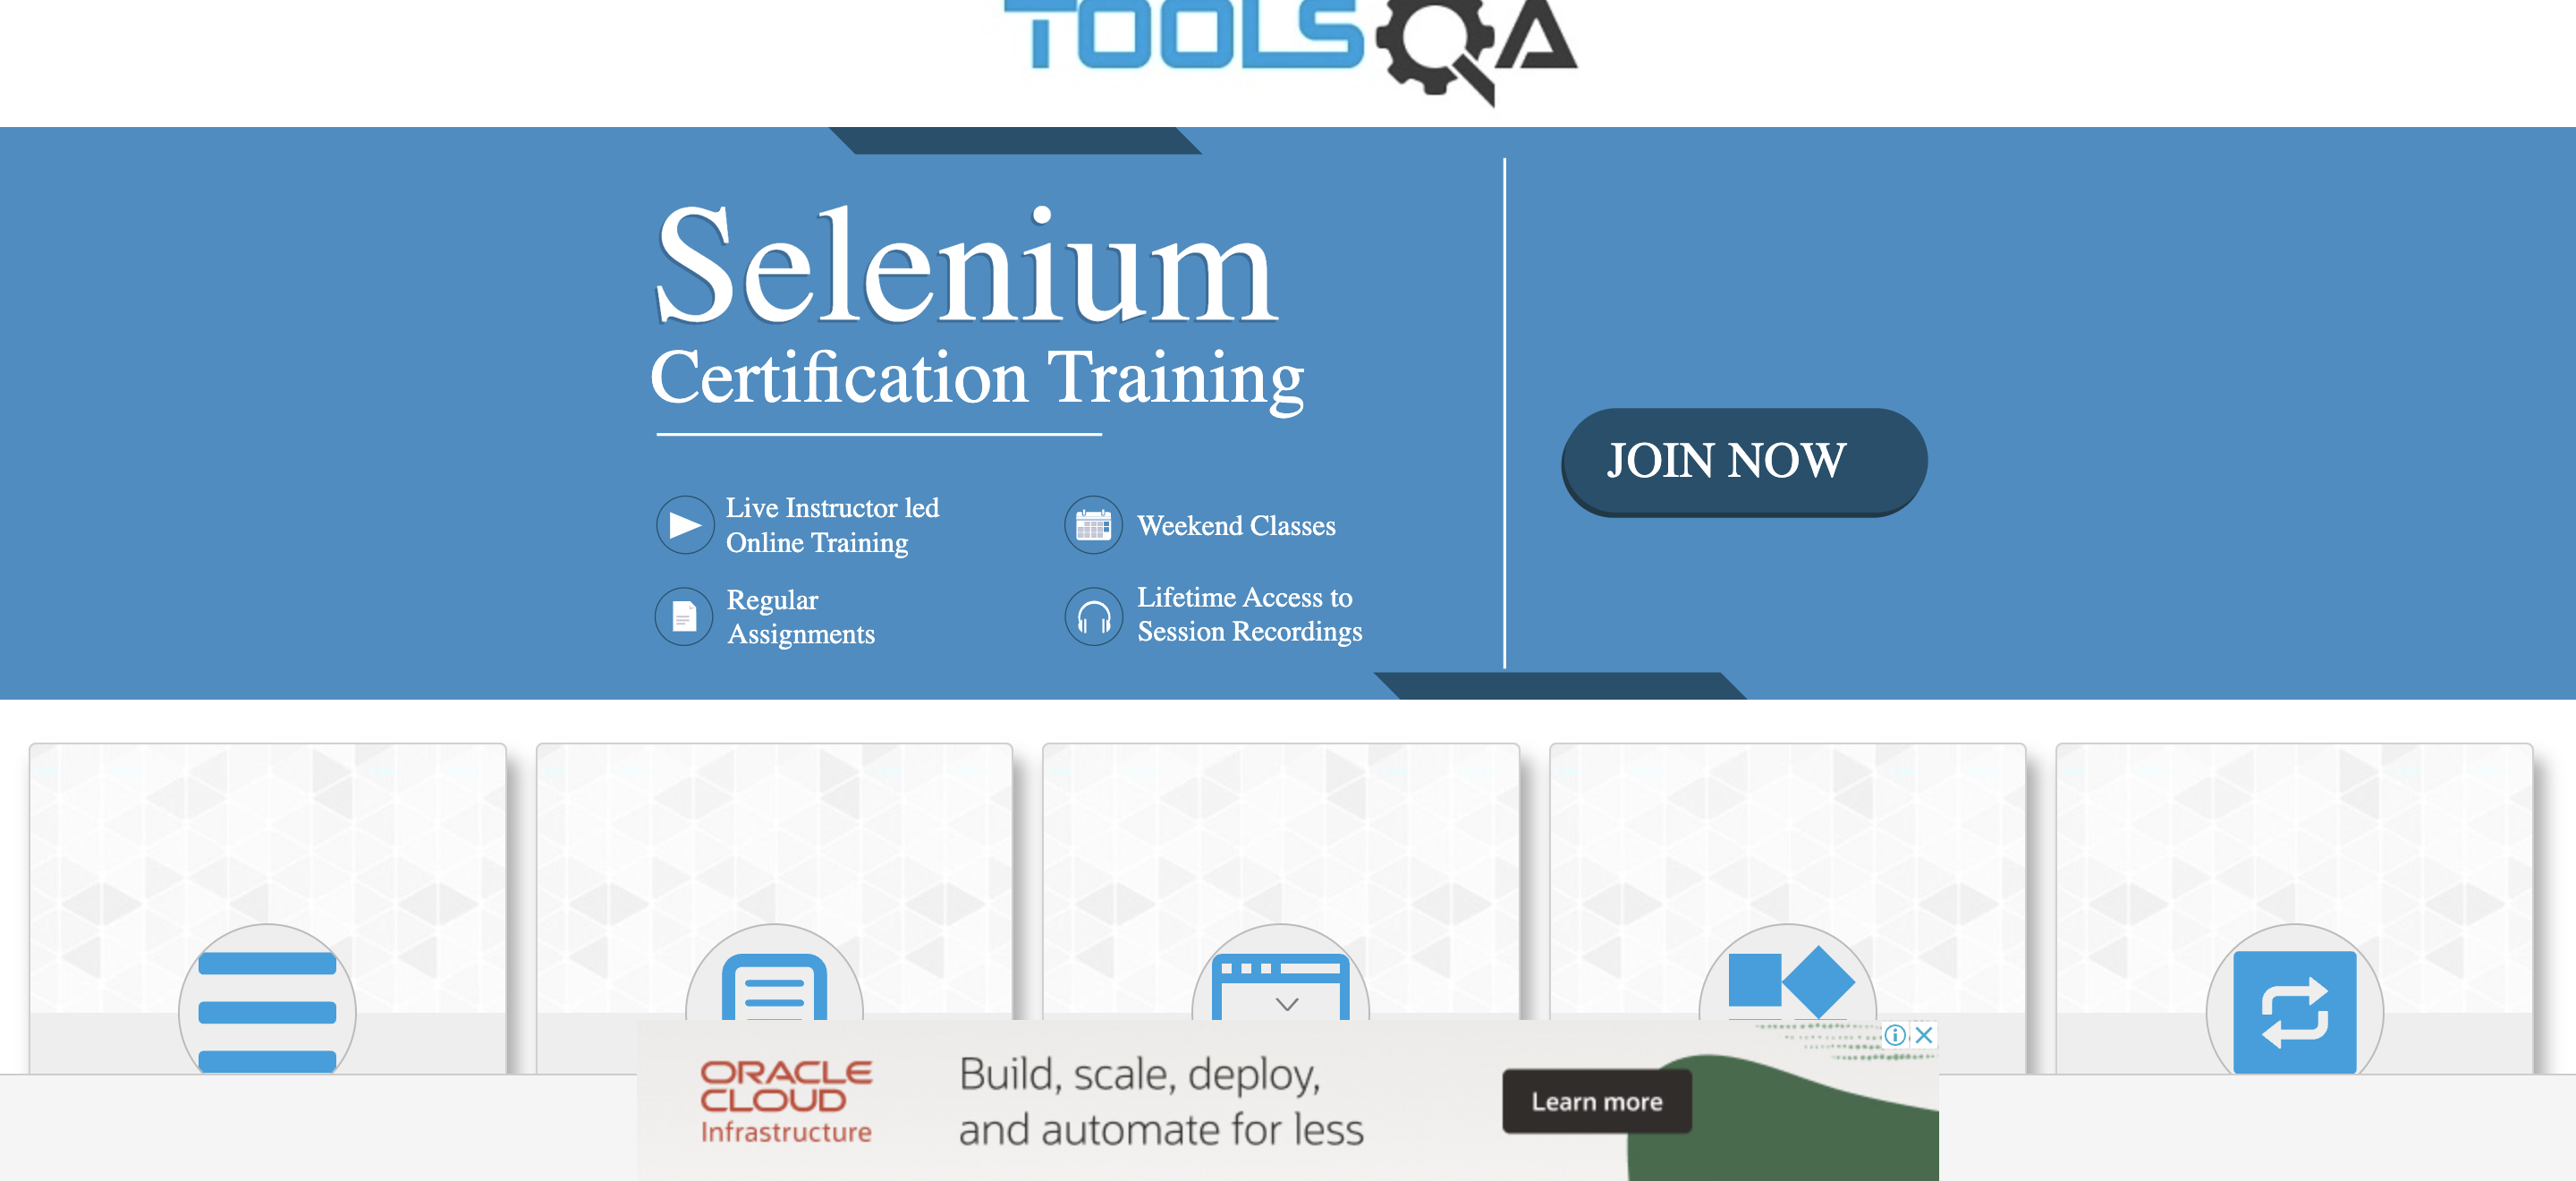 TOOLSQA
Selenium
Certification Training
JOIN NOW
Live Instructor led
Online Training
Weekend Classes
Regular
Assignments
Lifetime Access to
Session Recordings
ORACLE
CLOUD
Infrastructure
Build, scale, deploy,
and automate for less
Learn more